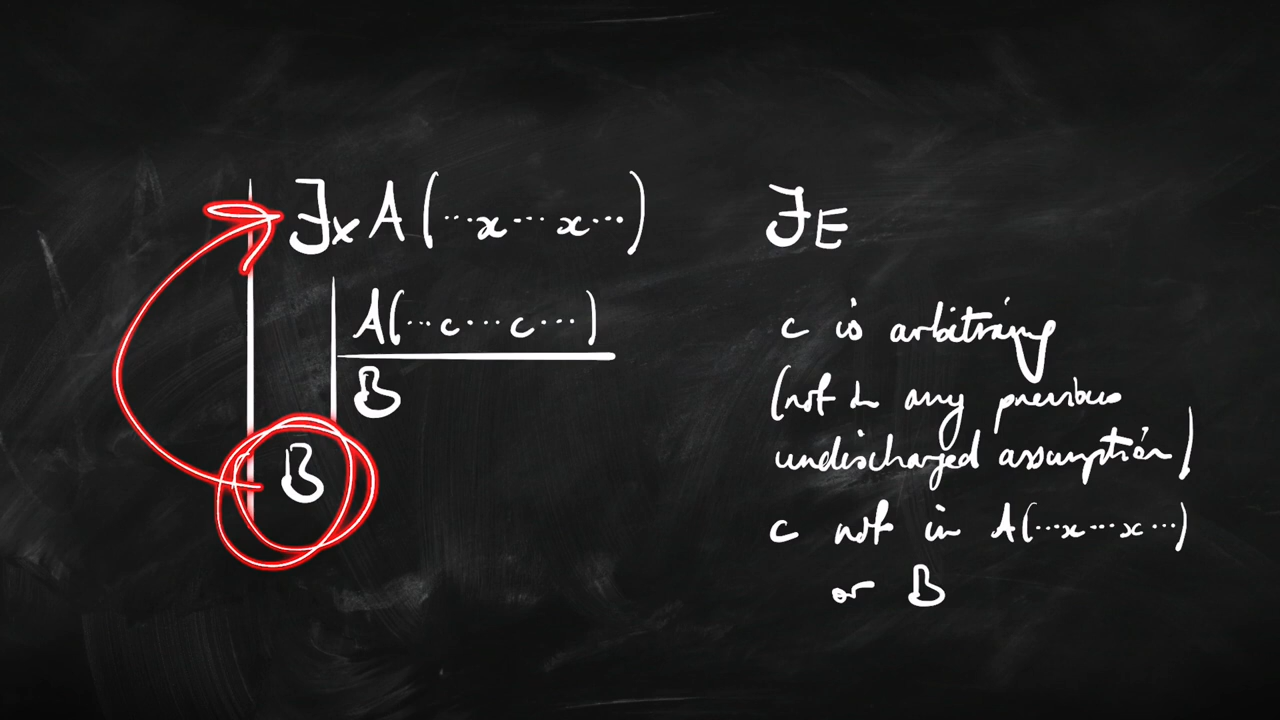 ∃x A(…x…x…) ∃E
A(…c…c…)
B
B
c is arbitrary
(not in any previous
undischarged assumption)
c not in A(…x…x…)
or B